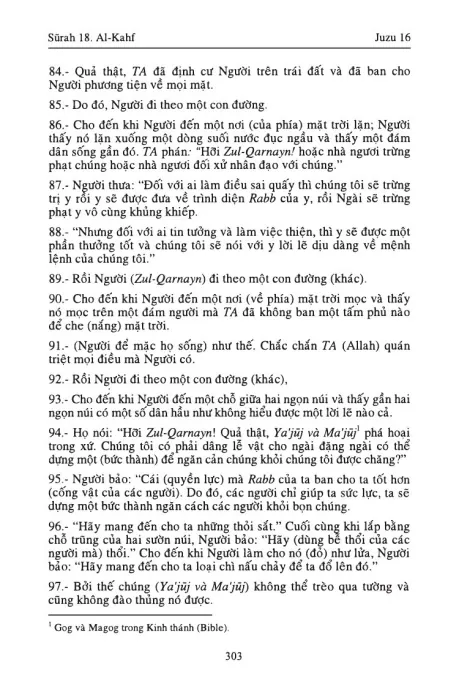 Sūrah 18. Al-Kahf Juzu 16
84.- Quả thật, TA đã định cư Người trên trái đất và đã ban cho
Người phương tiện về mọi mặt.
85.- Do đó, Người đi theo một con đường.
86.- Cho đến khi Người đến một nơi (của phía) mặt trời lặn; Người
thấy nó lặn xuống một dòng suối nước đục ngầu và thấy một đám
dân sống gần đó. TA phán: "Hỡi Zul-Qarnayn! hoặc nhà ngươi trừng
phạt chúng hoặc nhà ngươi đối xử nhân đạo với chúng.”
87.- Người thưa: “Đối với ai làm điều sai quấy thì chúng tôi sẽ trừng
trị y rồi y sẽ được đưa về trình diện Rabb của y, rồi Ngài sẽ trừng
phạt y vô cùng khủng khiếp.
88.- “Nhưng đối với ai tin tưởng và làm việc thiện, thì y sẽ được một
phần thưởng tốt và chúng tôi sẽ nói với y lời lẽ dịu dàng về mệnh
lệnh của chúng tôi.”
89.- Rồi Người (Zul-Qarnayn) đi theo một con đường (khác).
90.- Cho đến khi Người đến một nơi (về phía) mặt trời mọc và thấy
nó mọc trên một đám người mà TA đã không ban một tấm phủ nào
để che (nắng) mặt trời.
91.- (Người để mặc họ sống) như thế. Chắc chắn TA (Allah) quán
triệt mọi điều mà Người có.
92.- Rồi Người đi theo một con đường (khác),
93.- Cho đến khi Người đến một chỗ giữa hai ngọn núi và thấy gần hai
ngọn núi có một số dân hầu như không hiểu được một lời lẽ nào cả.
94.- Họ nói: “Hỡi Zul-Qarnayn! Quả thật, Ya'jūj và Ma'jūj¹ phá hoại
trong xứ. Chúng tôi có phải dâng lễ vật cho ngài đặng ngài có thể
dựng một (bức thành) để ngăn cản chúng khỏi chúng tôi được chăng?”
95.- Người bảo: “Cái (quyền lực) mà Rabb của ta ban cho ta tốt hơn
(cống vật của các người). Do đó, các người chỉ giúp ta sức lực, ta sẽ
dựng một bức thành ngăn cách các người khỏi bọn chúng.
96.- “Hãy mang đến cho ta những thỏi sắt.” Cuối cùng khi lấp bằng
chỗ trũng của hai sườn núi, Người bảo: “Hãy (dùng bễ thổi của các
người mà) thổi.” Cho đến khi Người làm cho nó (đỏ) như lửa, Người
bảo: “Hãy mang đến cho ta loại chì nấu chảy để ta đổ lên đó.”
97.- Bởi thế chúng (Ya'jūj và Ma'jūj) không thể trèo qua tường và
cũng không đào thủng nó được.
¹ Gog và Magog trong Kinh thánh (Bible).
303